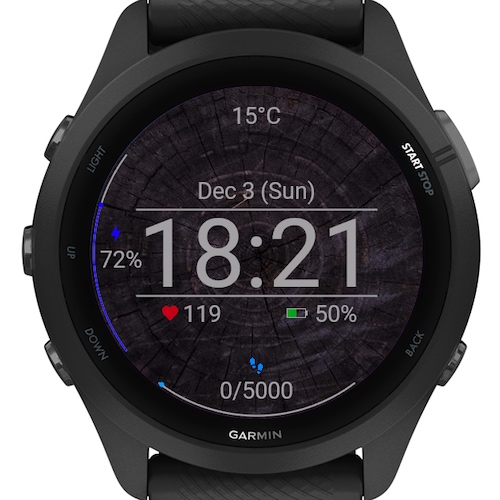 15°C
LIGHT
START STOP
Dec 3 (Sun)
UP
72%
18:21
119
50%
DOWN
BACK
0/5000
GARMIN